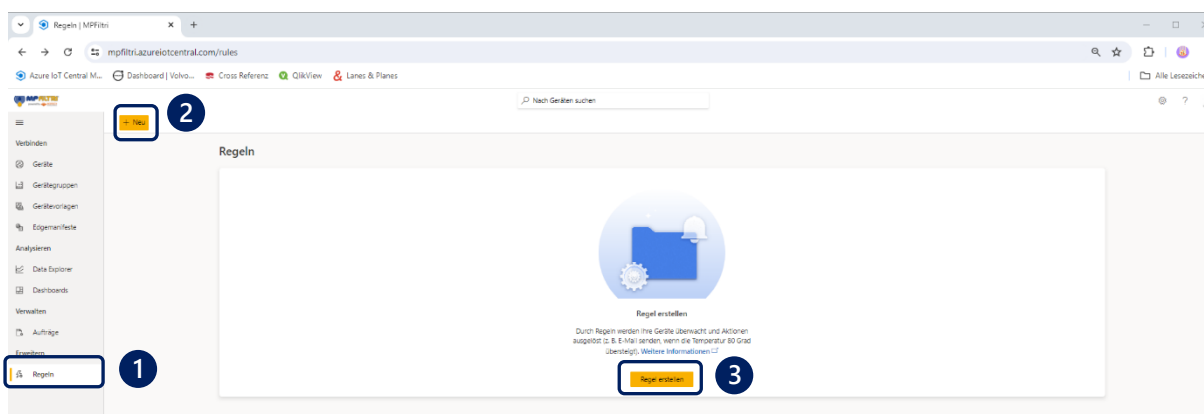 Regeln | MPFiltri
mpfiltri.azureiotcentral.com/rules
Azure IoT Central M...
Dashboard | Volvo...
Cross Referenz
QlikView
Lanes & Planes
Alle Lesezeiche
MPFILTRI
Nach Geräten suchen
?
+ Neu
2
Verbinden
Geräte
Gerätegruppen
Gerätevorlagen
Edgemanifeste
Analysieren
Data Explorer
Dashboards
Verwalten
Aufträge
Erweitern
Regeln
1
Regeln
Regel erstellen
Durch Regeln werden Ihre Geräte überwacht und Aktionen
ausgelöst (z. B. E-Mail senden, wenn die Temperatur 80 Grad
übersteigt). Weitere Informationen
Regel erstellen
3